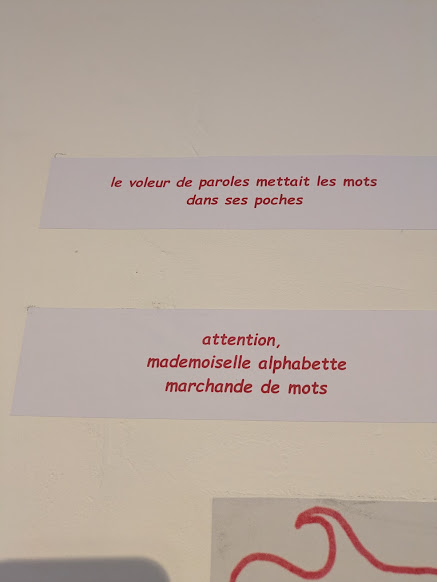 le voleur de paroles mettait les mots
dans ses poches
attention,
mademoiselle alphabette
marchande de mots